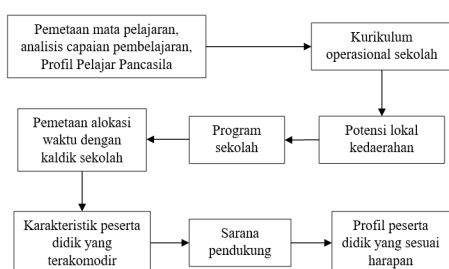 Pemetaan mata pelajaran,
analisis capaian pembelajaran,
Profil Pelajar Pancasila
Kurikulum
operasional sekolah
Potensi lokal
kedaerahan
Program
sekolah
Pemetaan alokasi
waktu dengan
kaldik sekolah
Karakteristik peserta
didik yang
terakomodir
Sarana
pendukung
Profil peserta
didik yang sesuai
harapan